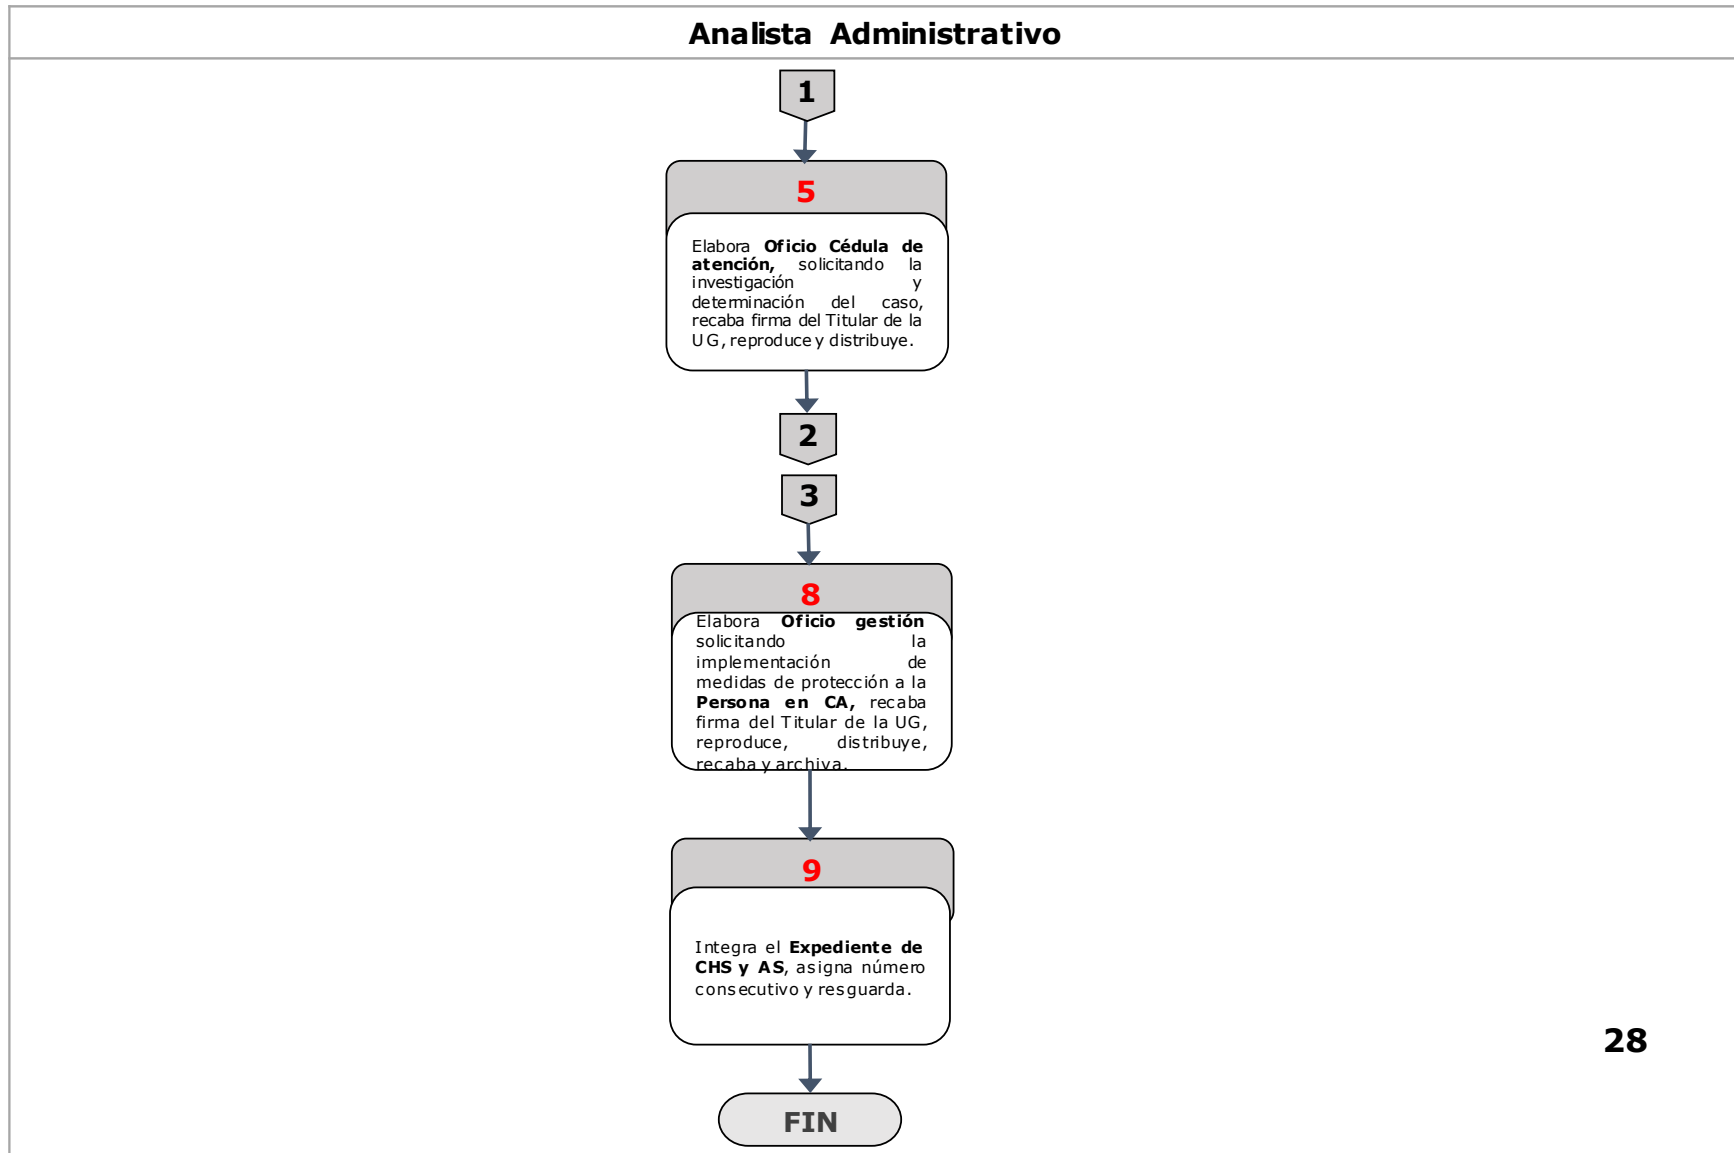 Analista Administrativo
1
5
Elabora Oficio Cédula de
atención, solicitando la
investigación y
determinación del caso,
recaba firma del Titular de la
UG, reproduce y distribuye.
2
3
8
Elabora Oficio gestión
solicitando la
implementación de
medidas de protección a la
Persona en CA, recaba
firma del Titular de la UG,
reproduce, distribuye,
recaba y archiva.
9
Integra el Expediente de
CHS y AS, asigna número
consecutivo y resguarda.
28
FIN